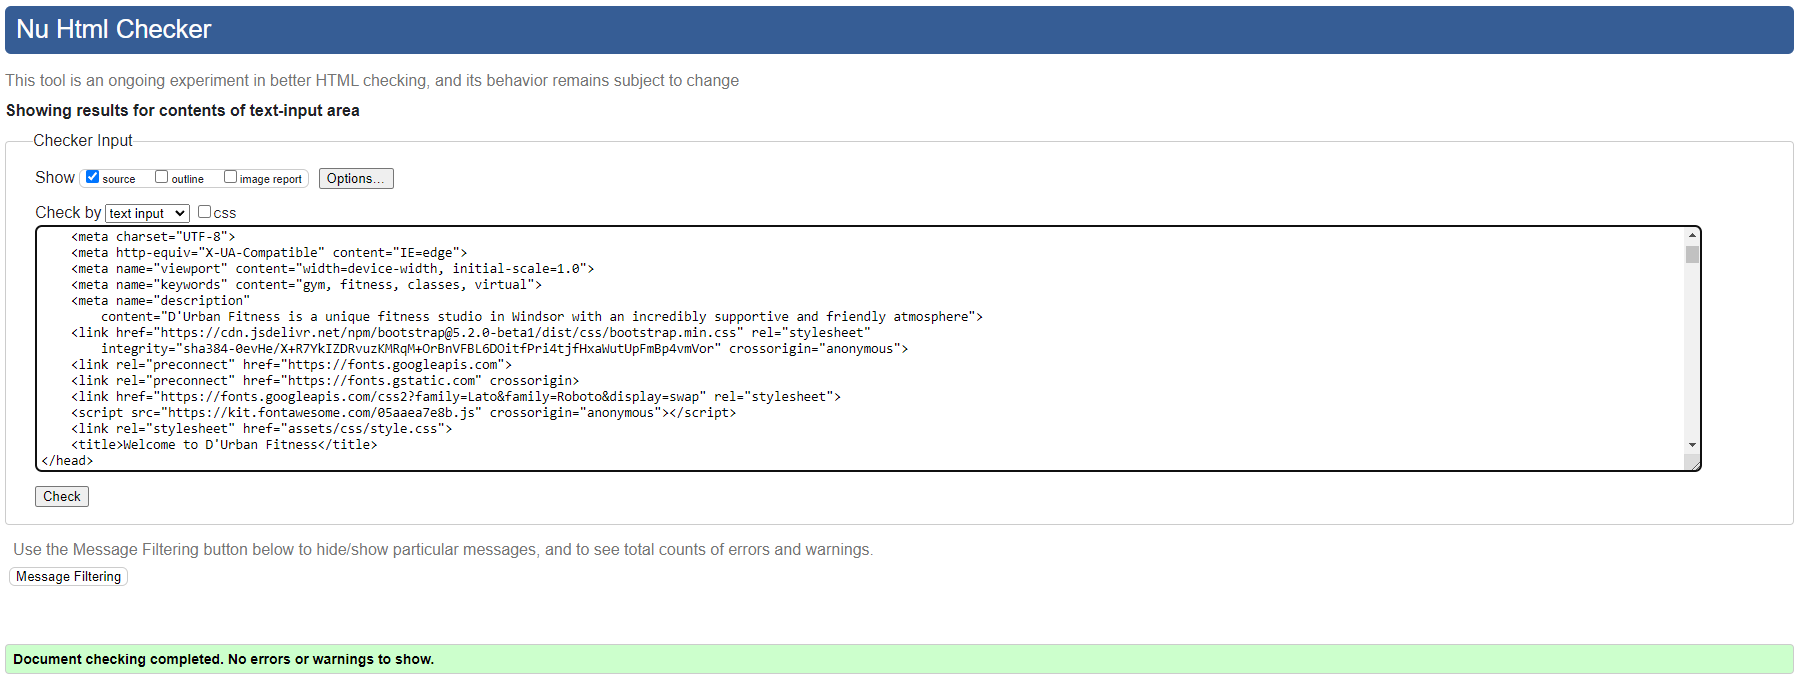 Nu Html Checker
This tool is an ongoing experiment in better HTML checking, and its behavior remains subject to change
Showing results for contents of text-input area
Checker Input
Show source outline image report Options...
Check by text input css
<meta charset="UTF-8">
<meta http-equiv="X-UA-Compatible" content="IE=edge">
<meta name="viewport" content="width=device-width, initial-scale=1.0">
<meta name="keywords" content="gym, fitness, classes, virtual">
<meta name="description"
content="D'Urban Fitness is a unique fitness studio in Windsor with an incredibly supportive and friendly atmosphere">
<link href="https://cdn.jsdelivr.net/npm/bootstrap@5.2.0-beta1/dist/css/bootstrap.min.css" rel="stylesheet"
integrity="sha384-0evHe/X+R7YkIZDRvuzKMRqM+OrBnVFBL6DOitfPri4tjfHxaWutUpFmBp4vmVor" crossorigin="anonymous">
<link rel="preconnect" href="https://fonts.googleapis.com">
<link rel="preconnect" href="https://fonts.gstatic.com" crossorigin>
<link href="https://fonts.googleapis.com/css2?family=Lato&family=Roboto&display=swap" rel="stylesheet">
<script src="https://kit.fontawesome.com/05aaea7e8b.js" crossorigin="anonymous"></script>
<link rel="stylesheet" href="assets/css/style.css">
<title>Welcome to D'Urban Fitness</title>
</head>
Check
Use the Message Filtering button below to hide/show particular messages, and to see total counts of errors and warnings.
Message Filtering
Document checking completed. No errors or warnings to show.